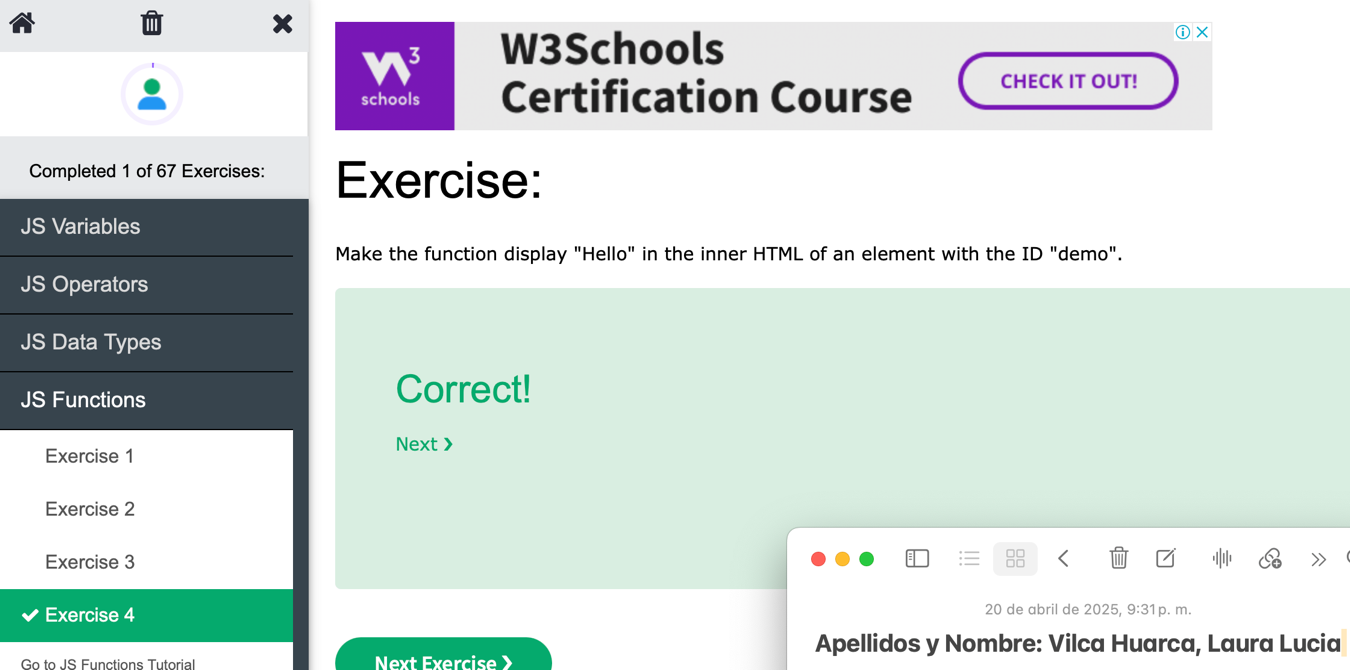 W3 schools
W3Schools
Certification Course
CHECK IT OUT!
Completed 1 of 67 Exercises:
JS Variables
JS Operators
JS Data Types
JS Functions
Exercise 1
Exercise 2
Exercise 3
Exercise 4
Go to JS Functions Tutorial
Exercise:
Make the function display "Hello" in the inner HTML of an element with the ID "demo".
Correct!
Next ❯
Next Exercise ❯
20 de abril de 2025, 9:31 p. m.
Apellidos y Nombre: Vilca Huarca, Laura Lucia